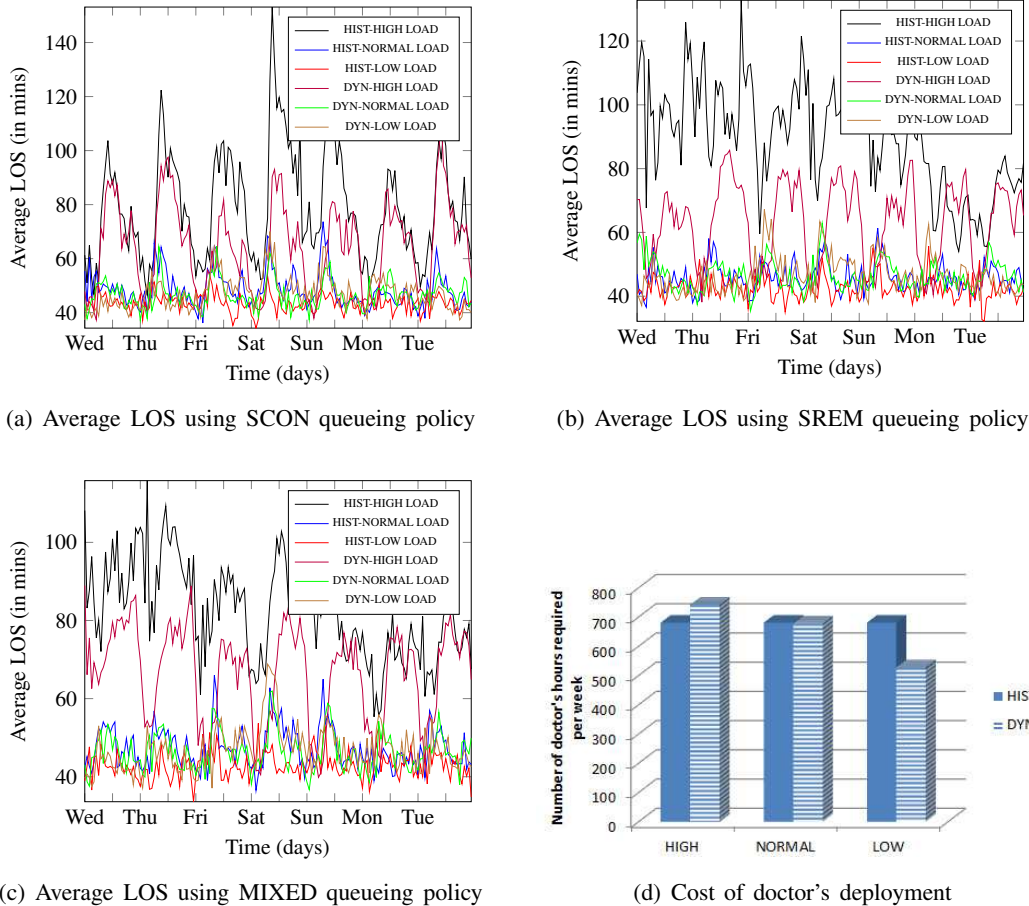 140
120
100
80
60
40
Average LOS (in mins)
HIST-HIGH LOAD
HIST-NORMAL LOAD
HIST-LOW LOAD
DYN-HIGH LOAD
DYN-NORMAL LOAD
DYN-LOW LOAD
Wed Thu Fri Sat Sun Mon Tue
Time (days)
(a) Average LOS using SCON queueing policy
120
100
80
60
40
Average LOS (in mins)
HIST-HIGH LOAD
HIST-NORMAL LOAD
HIST-LOW LOAD
DYN-HIGH LOAD
DYN-NORMAL LOAD
DYN-LOW LOAD
Wed Thu Fri Sat Sun Mon Tue
Time (days)
(b) Average LOS using SREM queueing policy
100
80
60
40
Average LOS (in mins)
HIST-HIGH LOAD
HIST-NORMAL LOAD
HIST-LOW LOAD
DYN-HIGH LOAD
DYN-NORMAL LOAD
DYN-LOW LOAD
Wed Thu Fri Sat Sun Mon Tue
Time (days)
(c) Average LOS using MIXED queueing policy
Number of doctor's hours required
per week
800
700
600
500
400
300
200
100
0
HIGH NORMAL LOW
HIST
DYN
(d) Cost of doctor's deployment